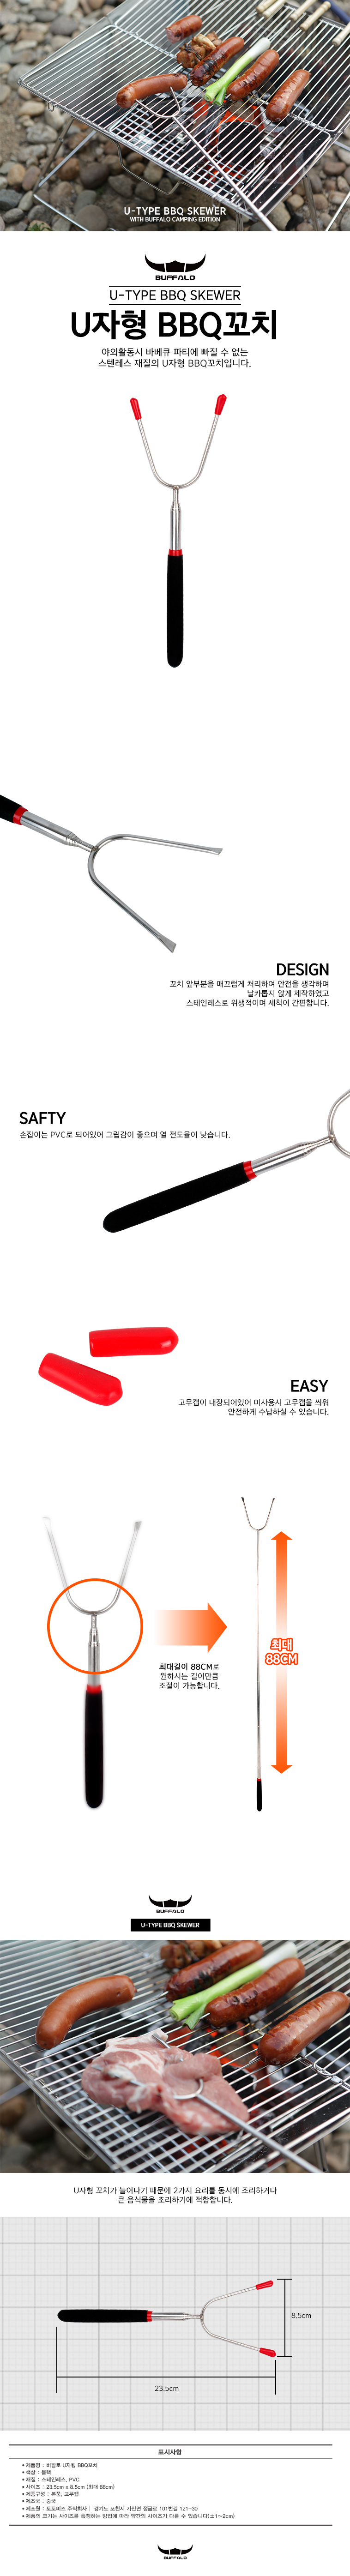 U-TYPE BBQ SKEWER
WITH BUFFALO CAMPING EDITION
BUFFALO
U-TYPE BBQ SKEWER
U자형 BBQ꼬치
야외활동시 바베큐 파티에 빠질 수 없는
스텐레스 재질의 U자형 BBQ꼬치입니다.
DESIGN
꼬치 앞부분을 매끄럽게 처리하여 안전을 생각하며
날카롭지 않게 제작하였고
스테인레스로 위생적이며 세척이 간편합니다.
SAFTY
손잡이는 PVC로 되어있어 그립감이 좋으며 열 전도율이 낮습니다.
EASY
고무캡이 내장되어있어 미사용시 고무캡을 씌워
안전하게 수납하실 수 있습니다.
최대길이 88CM로
원하시는 길이만큼
조절이 가능합니다.
최대
88CM
BUFFALO
U-TYPE BBQ SKEWER
U자형 꼬치가 늘어나기 때문에 2가지 요리를 동시에 조리하거나
큰 음식물을 조리하기에 적합합니다.
8.5cm
23.5cm
표시사항
• 제품명 : 버팔로 U자형 BBQ꼬치
• 색상 : 블랙
• 재질 : 스테인레스, PVC
• 사이즈 : 23.5cm x 8.5cm (최대 88cm)
• 제품구성 : 본품, 고무캡
• 제조국 : 중국
• 제조원 : 토토비즈 주식회사 : 경기도 포천시 가산면 정금로 101번길 121-30
• 제품의 크기는 사이즈를 측정하는 방법에 따라 약간의 사이즈가 다를 수 있습니다(±1~2cm)
BUFFALO